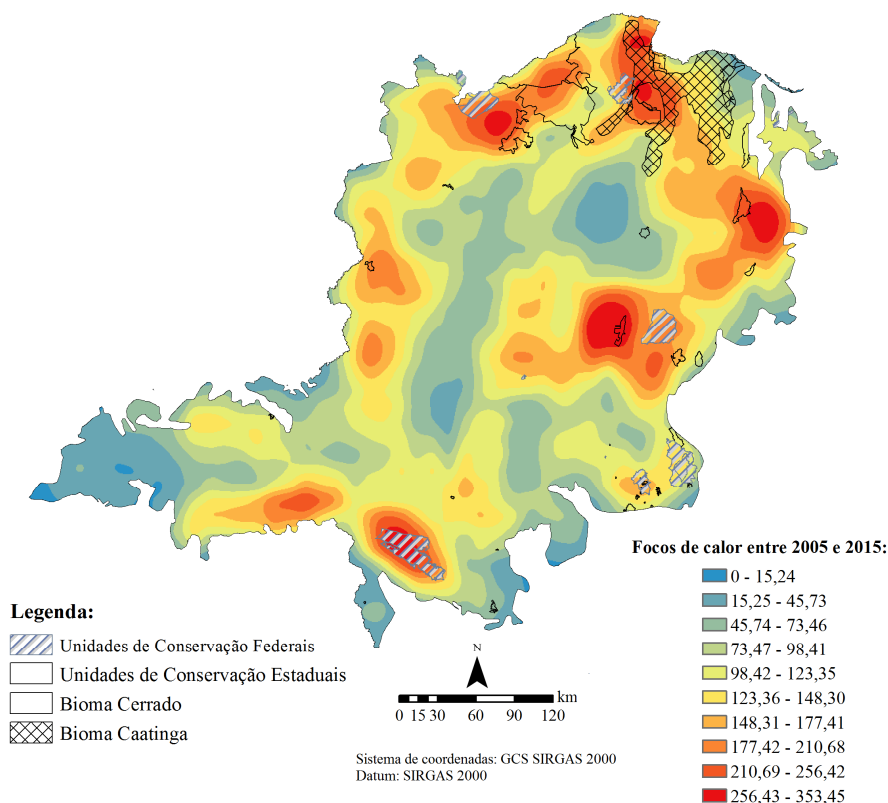 Focos de calor entre 2005 e 2015:
0 - 15,24
15,25 - 45,73
45,74 - 73,46
73,47 - 98,41
98,42 - 123,35
123,36 - 148,30
148,31 - 177,41
177,42 - 210,68
210,69 - 256,42
256,43 - 353,45
Legenda:
Unidades de Conservação Federais
Unidades de Conservação Estaduais
Bioma Cerrado
Bioma Caatinga
N
km
0 15 30 60 90 120
Sistema de coordenadas: GCS SIRGAS 2000
Datum: SIRGAS 2000